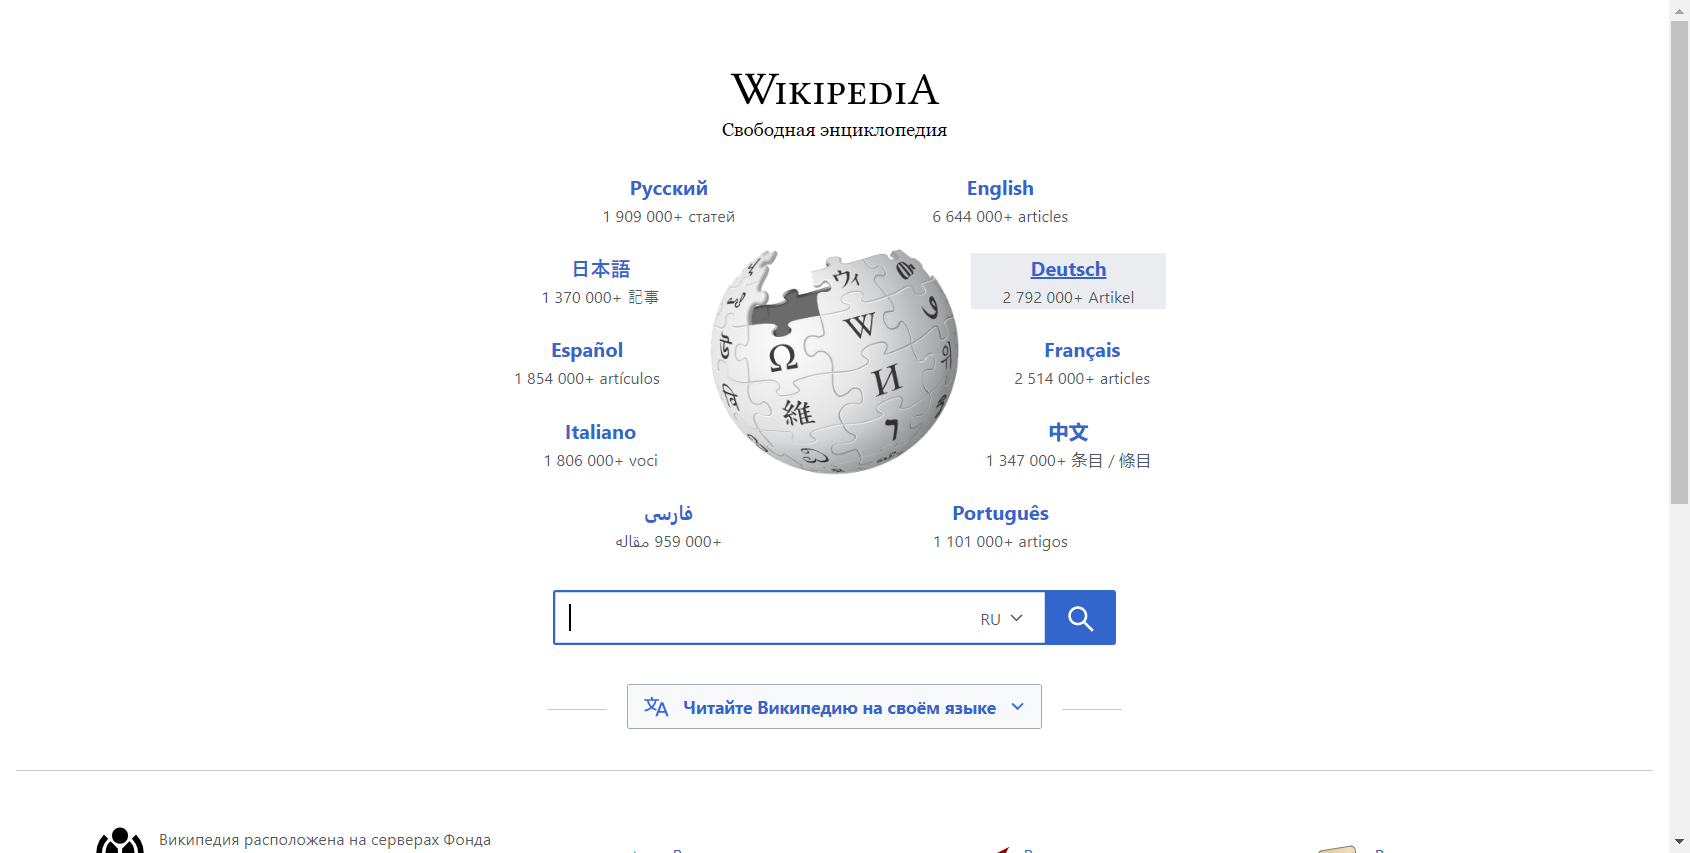 WIKIPEDIA
Свободная энциклопедия
Русский
1 909 000+ статей
English
6 644 000+ articles
日本語
1 370 000+ 記事
Deutsch
2 792 000+ Artikel
Español
1 854 000+ artículos
Français
2 514 000+ articles
Italiano
1 806 000+ voci
中文
1 347 000+ 条目 / 條目
فارسی
959 000+ مقاله
Português
1 101 000+ artigos
Ω
W
И
維
ウィ
RU
Читайте Википедию на своём языке
Википедия расположена на серверах Фонда